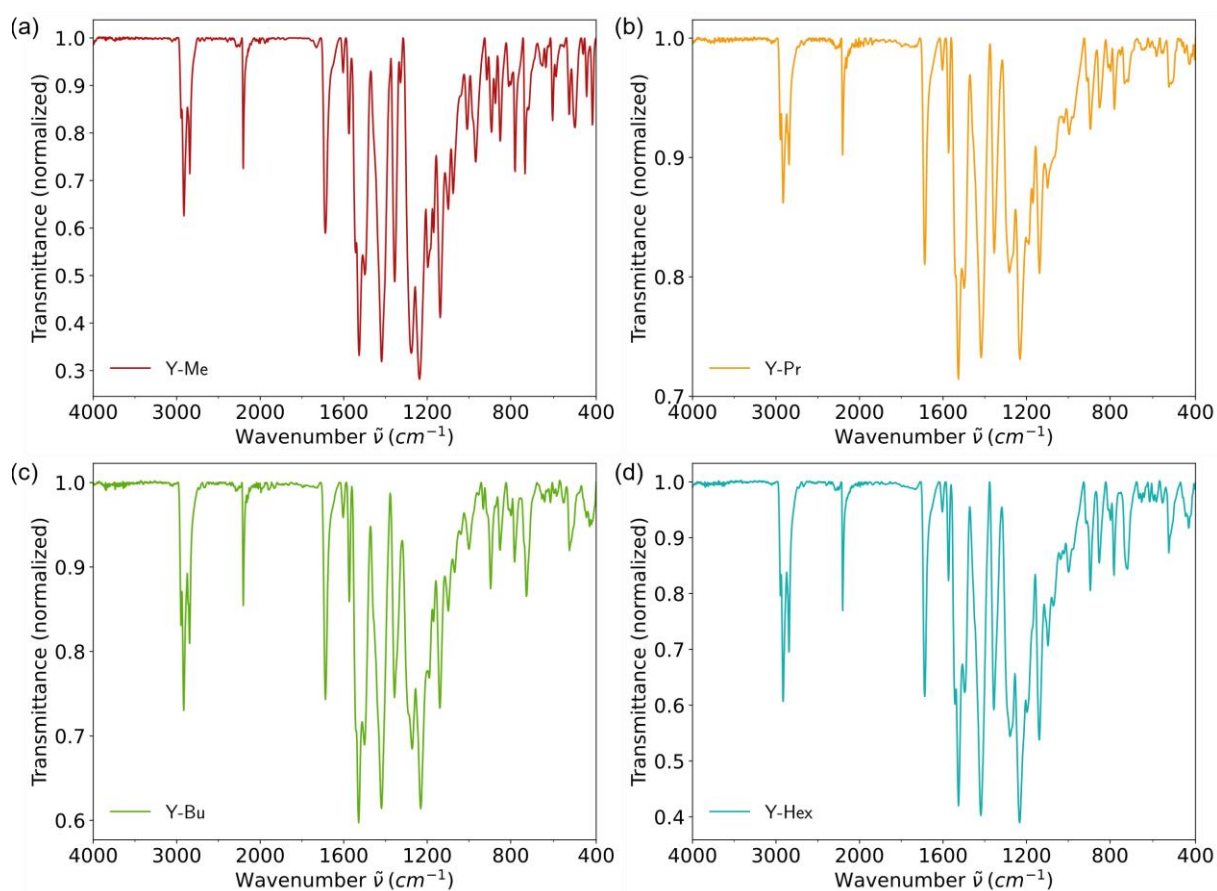 (a)
1.0
0.9
0.8
0.7
0.6
0.5
0.4
0.3
Transmittance (normalized)
Y-Me
4000 3000 2000 1600 1200 800 400
Wavenumber ν̃ (cm⁻¹)
(b)
1.0
0.9
0.8
0.7
Transmittance (normalized)
Y-Pr
4000 3000 2000 1600 1200 800 400
Wavenumber ν̃ (cm⁻¹)
(c)
1.0
0.9
0.8
0.7
0.6
Transmittance (normalized)
Y-Bu
4000 3000 2000 1600 1200 800 400
Wavenumber ν̃ (cm⁻¹)
(d)
1.0
0.9
0.8
0.7
0.6
0.5
0.4
Transmittance (normalized)
Y-Hex
4000 3000 2000 1600 1200 800 400
Wavenumber ν̃ (cm⁻¹)